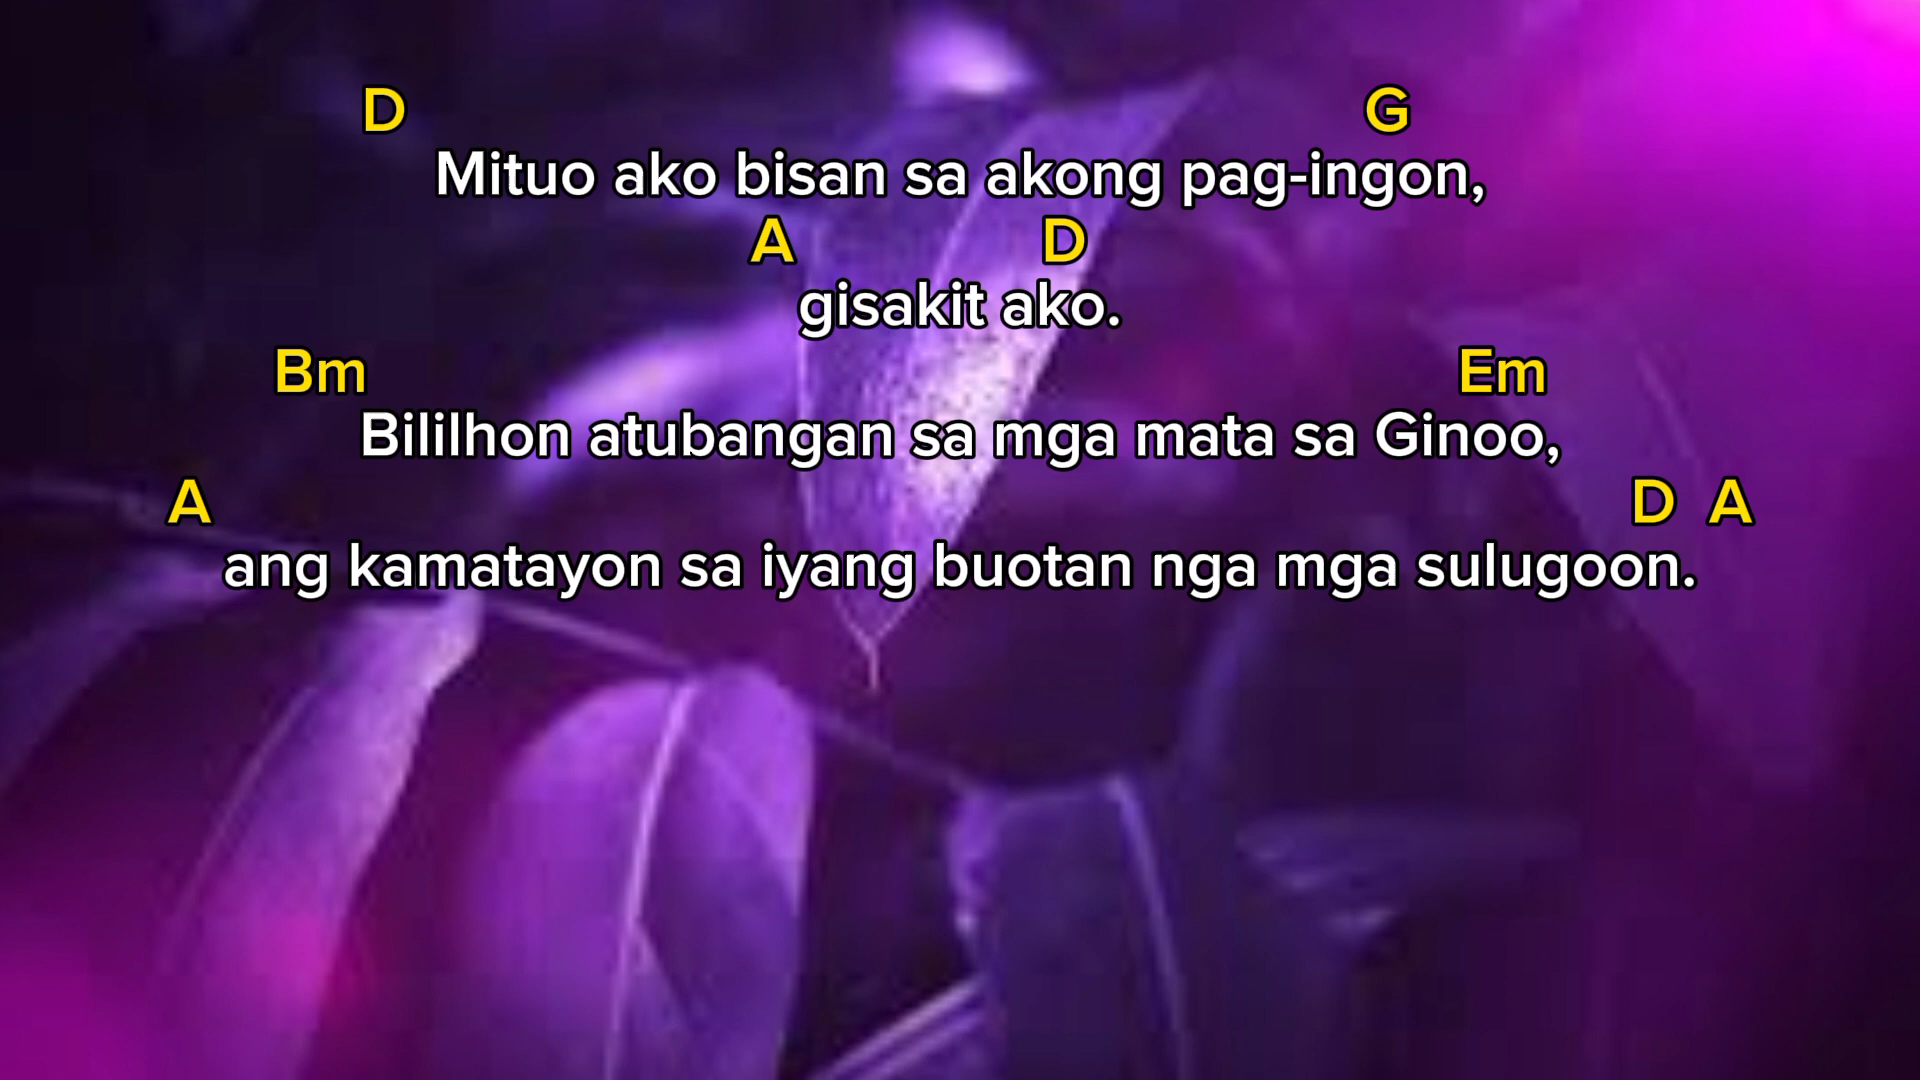 D G
Mituo ako bisan sa akong pag-ingon,
A D
gisakit ako.
Bm Em
Bililhon atubangan sa mga mata sa Ginoo,
A D A
ang kamatayon sa iyang buotan nga mga sulugoon.